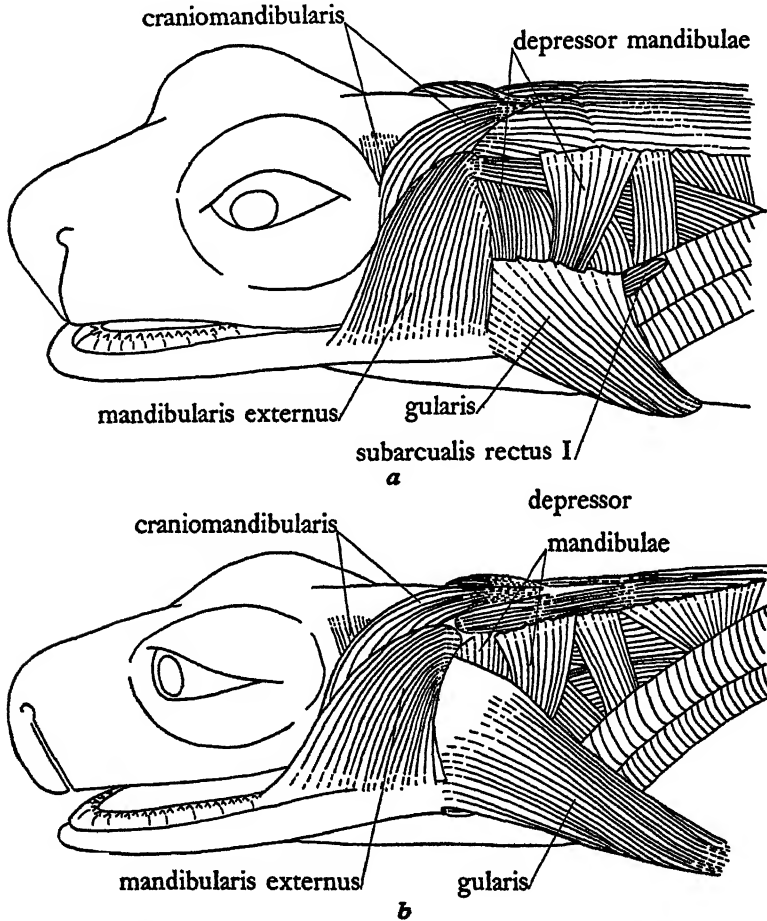 craniomandibularis
depressor mandibulae
mandibularis externus
gularis
subarcualis rectus I
a
depressor
craniomandibularis
mandibulae
mandibularis externus
gularis
b